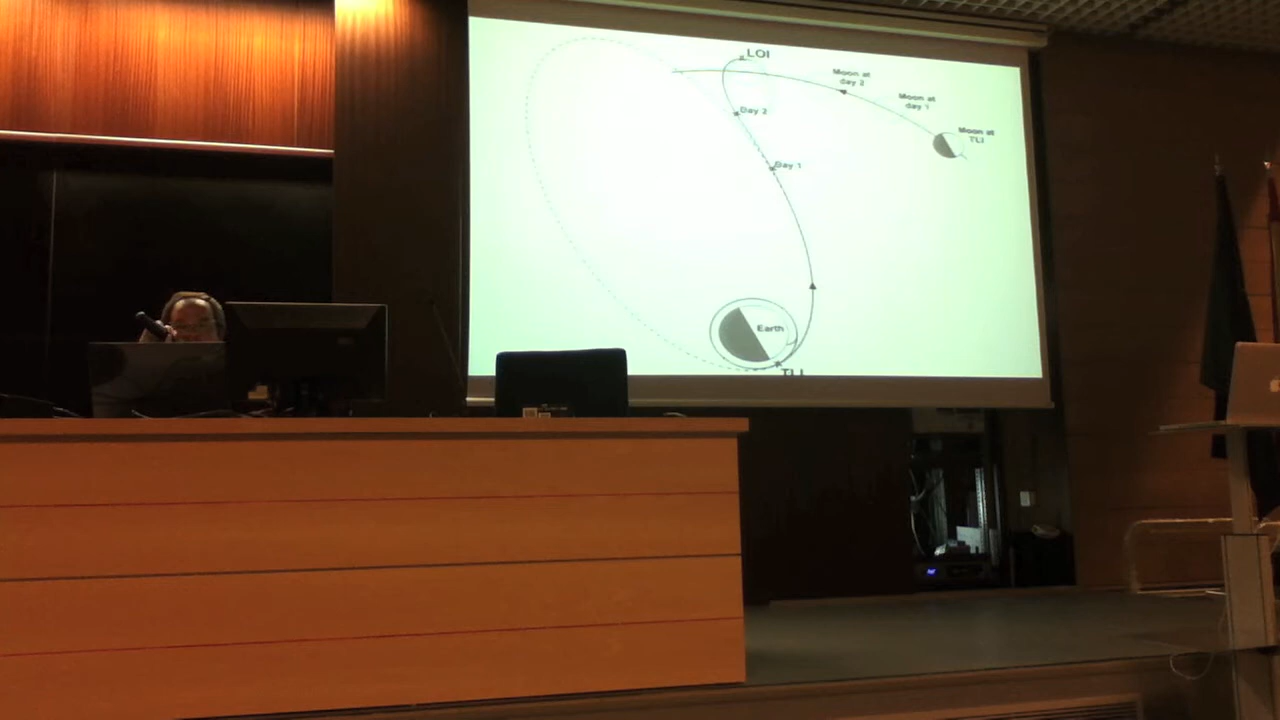 LOI
Moon at
day 2
Moon at
day 1
Day 2
Moon at
TLI
Day 1
Earth
TLI